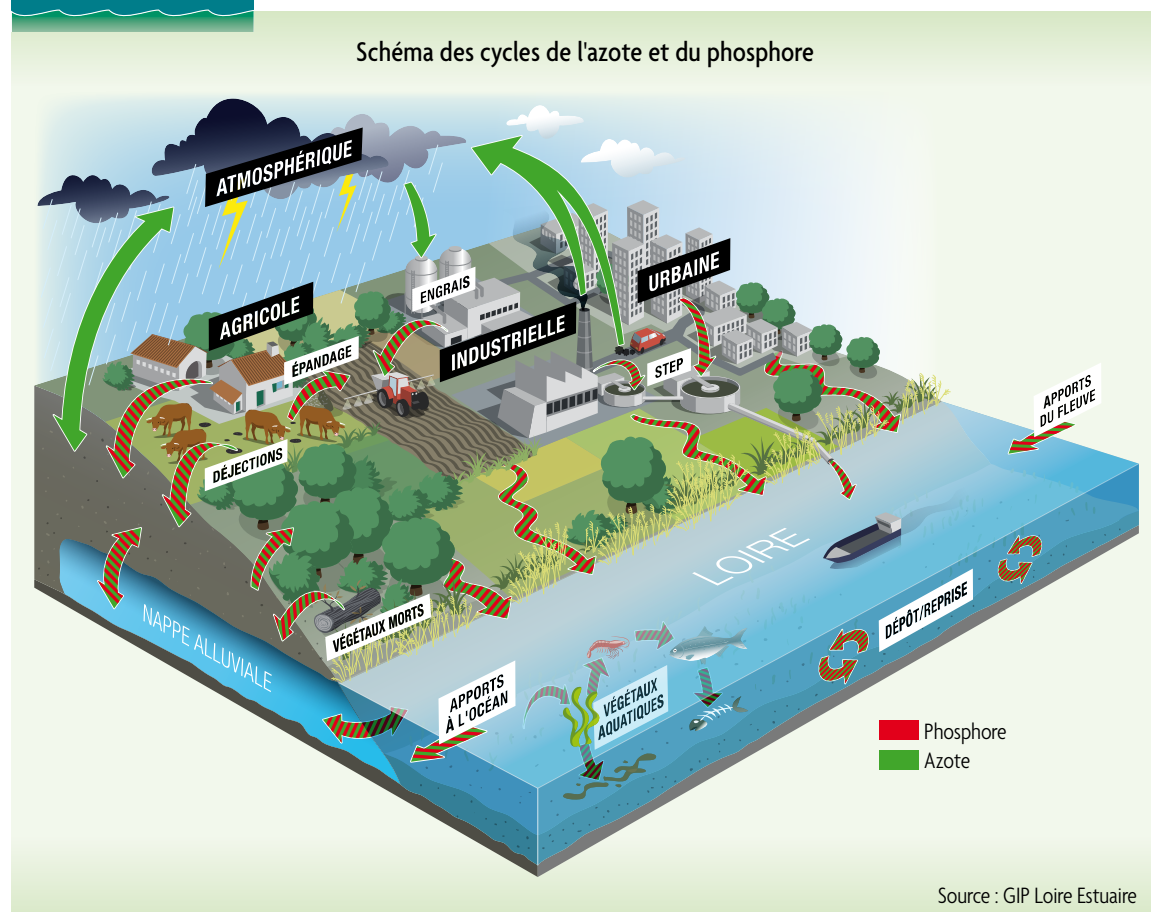 Schéma des cycles de l'azote et du phosphore
ATMOSPHÉRIQUE
ENGRAIS
URBAINE
AGRICOLE
INDUSTRIELLE
ÉPANDAGE
STEP
APPORTS
DU FLEUVE
DÉJECTIONS
LOIRE
VÉGÉTAUX MORTS
DÉPÔT/REPRISE
NAPPE ALLUVIALE
APPORTS
À L'OCÉAN
VÉGÉTAUX
AQUATIQUES
Phosphore
Azote
Source : GIP Loire Estuaire